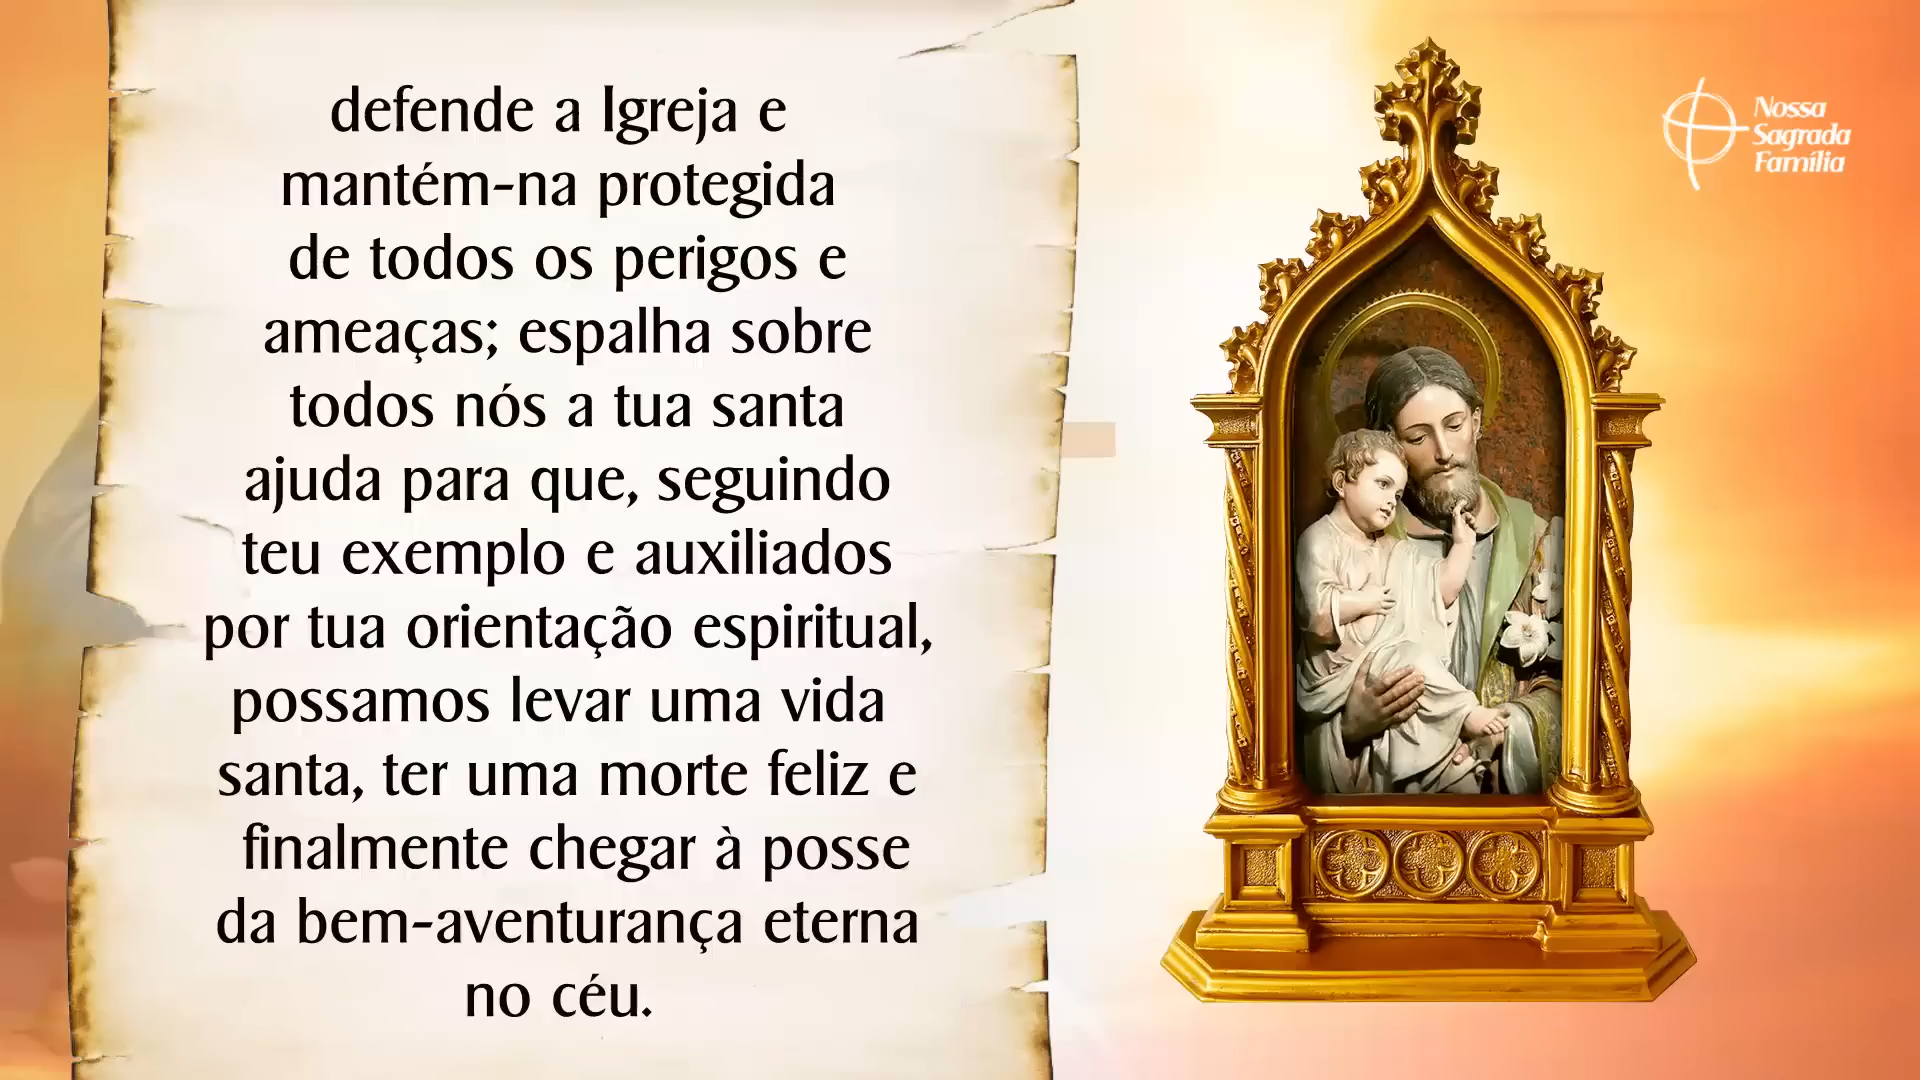 defende a Igreja e
mantém-na protegida
de todos os perigos e
ameaças; espalha sobre
todos nós a tua santa
ajuda para que, seguindo
teu exemplo e auxiliados
por tua orientação espiritual,
possamos levar uma vida
santa, ter uma morte feliz e
finalmente chegar à posse
da bem-aventurança eterna
no céu.
Nossa
Sagrada
Família